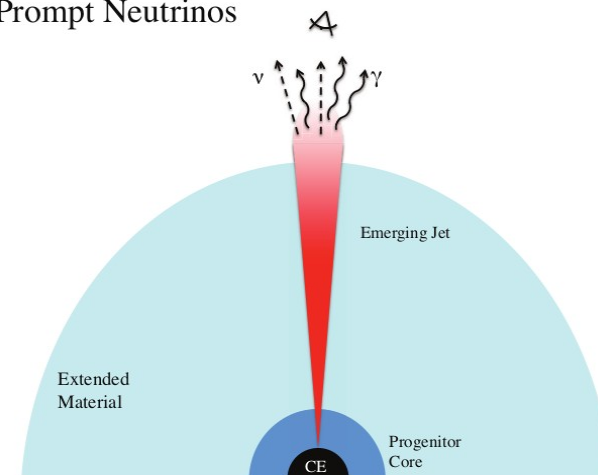 Prompt Neutrinos
ν
γ
Emerging Jet
Extended
Material
Progenitor
Core
CE